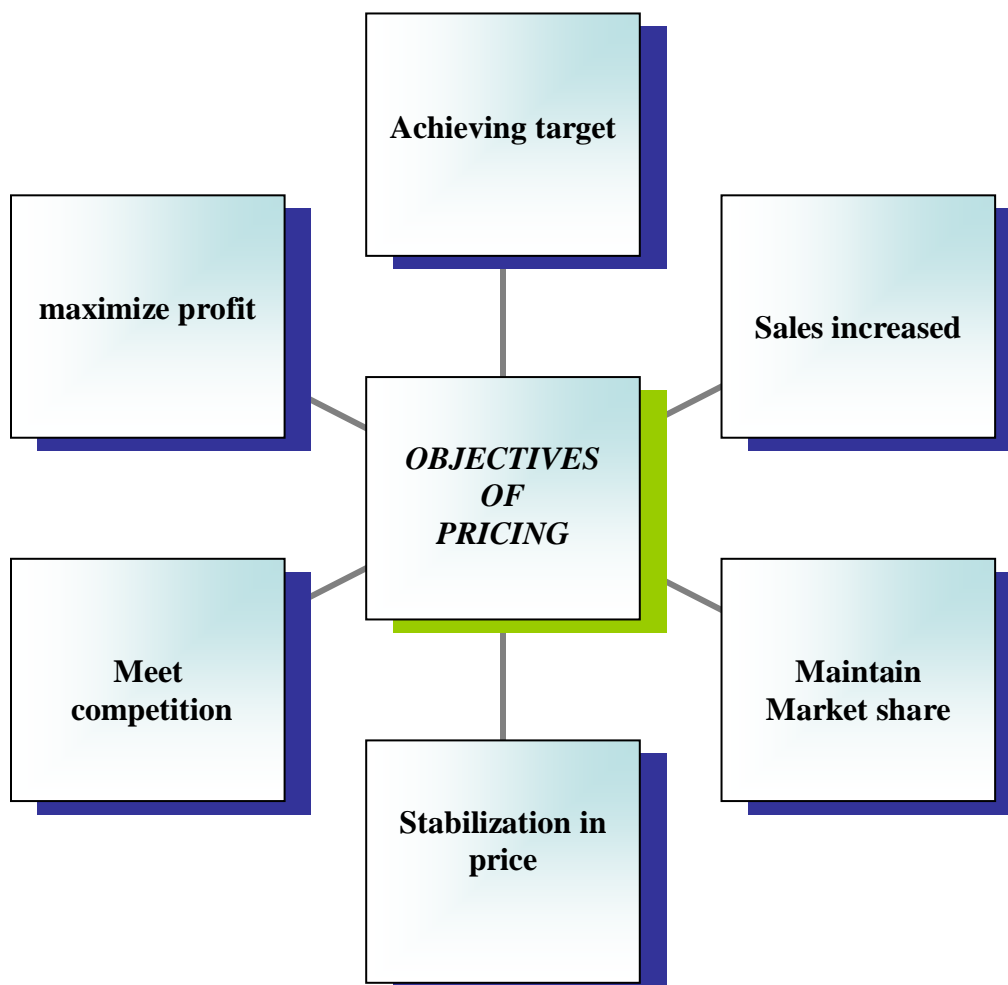 Achieving target
maximize profit
Sales increased
OBJECTIVES
OF
PRICING
Meet
competition
Maintain
Market share
Stabilization in
price